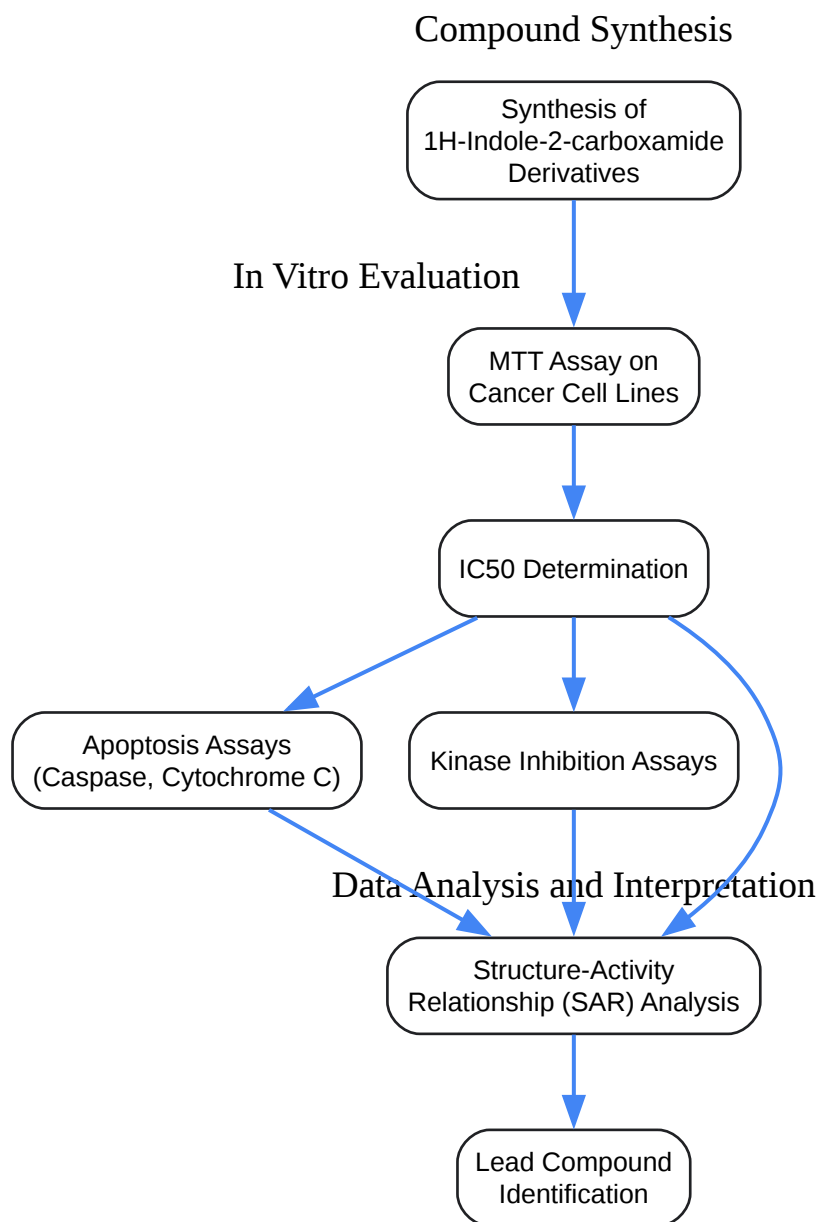 Compound Synthesis
Synthesis of
1H-Indole-2-carboxamide
Derivatives
In Vitro Evaluation
MTT Assay on
Cancer Cell Lines
IC50 Determination
Apoptosis Assays
(Caspase, Cytochrome C)
Kinase Inhibition Assays
Data Analysis and Interpretation
Structure-Activity
Relationship (SAR) Analysis
Lead Compound
Identification